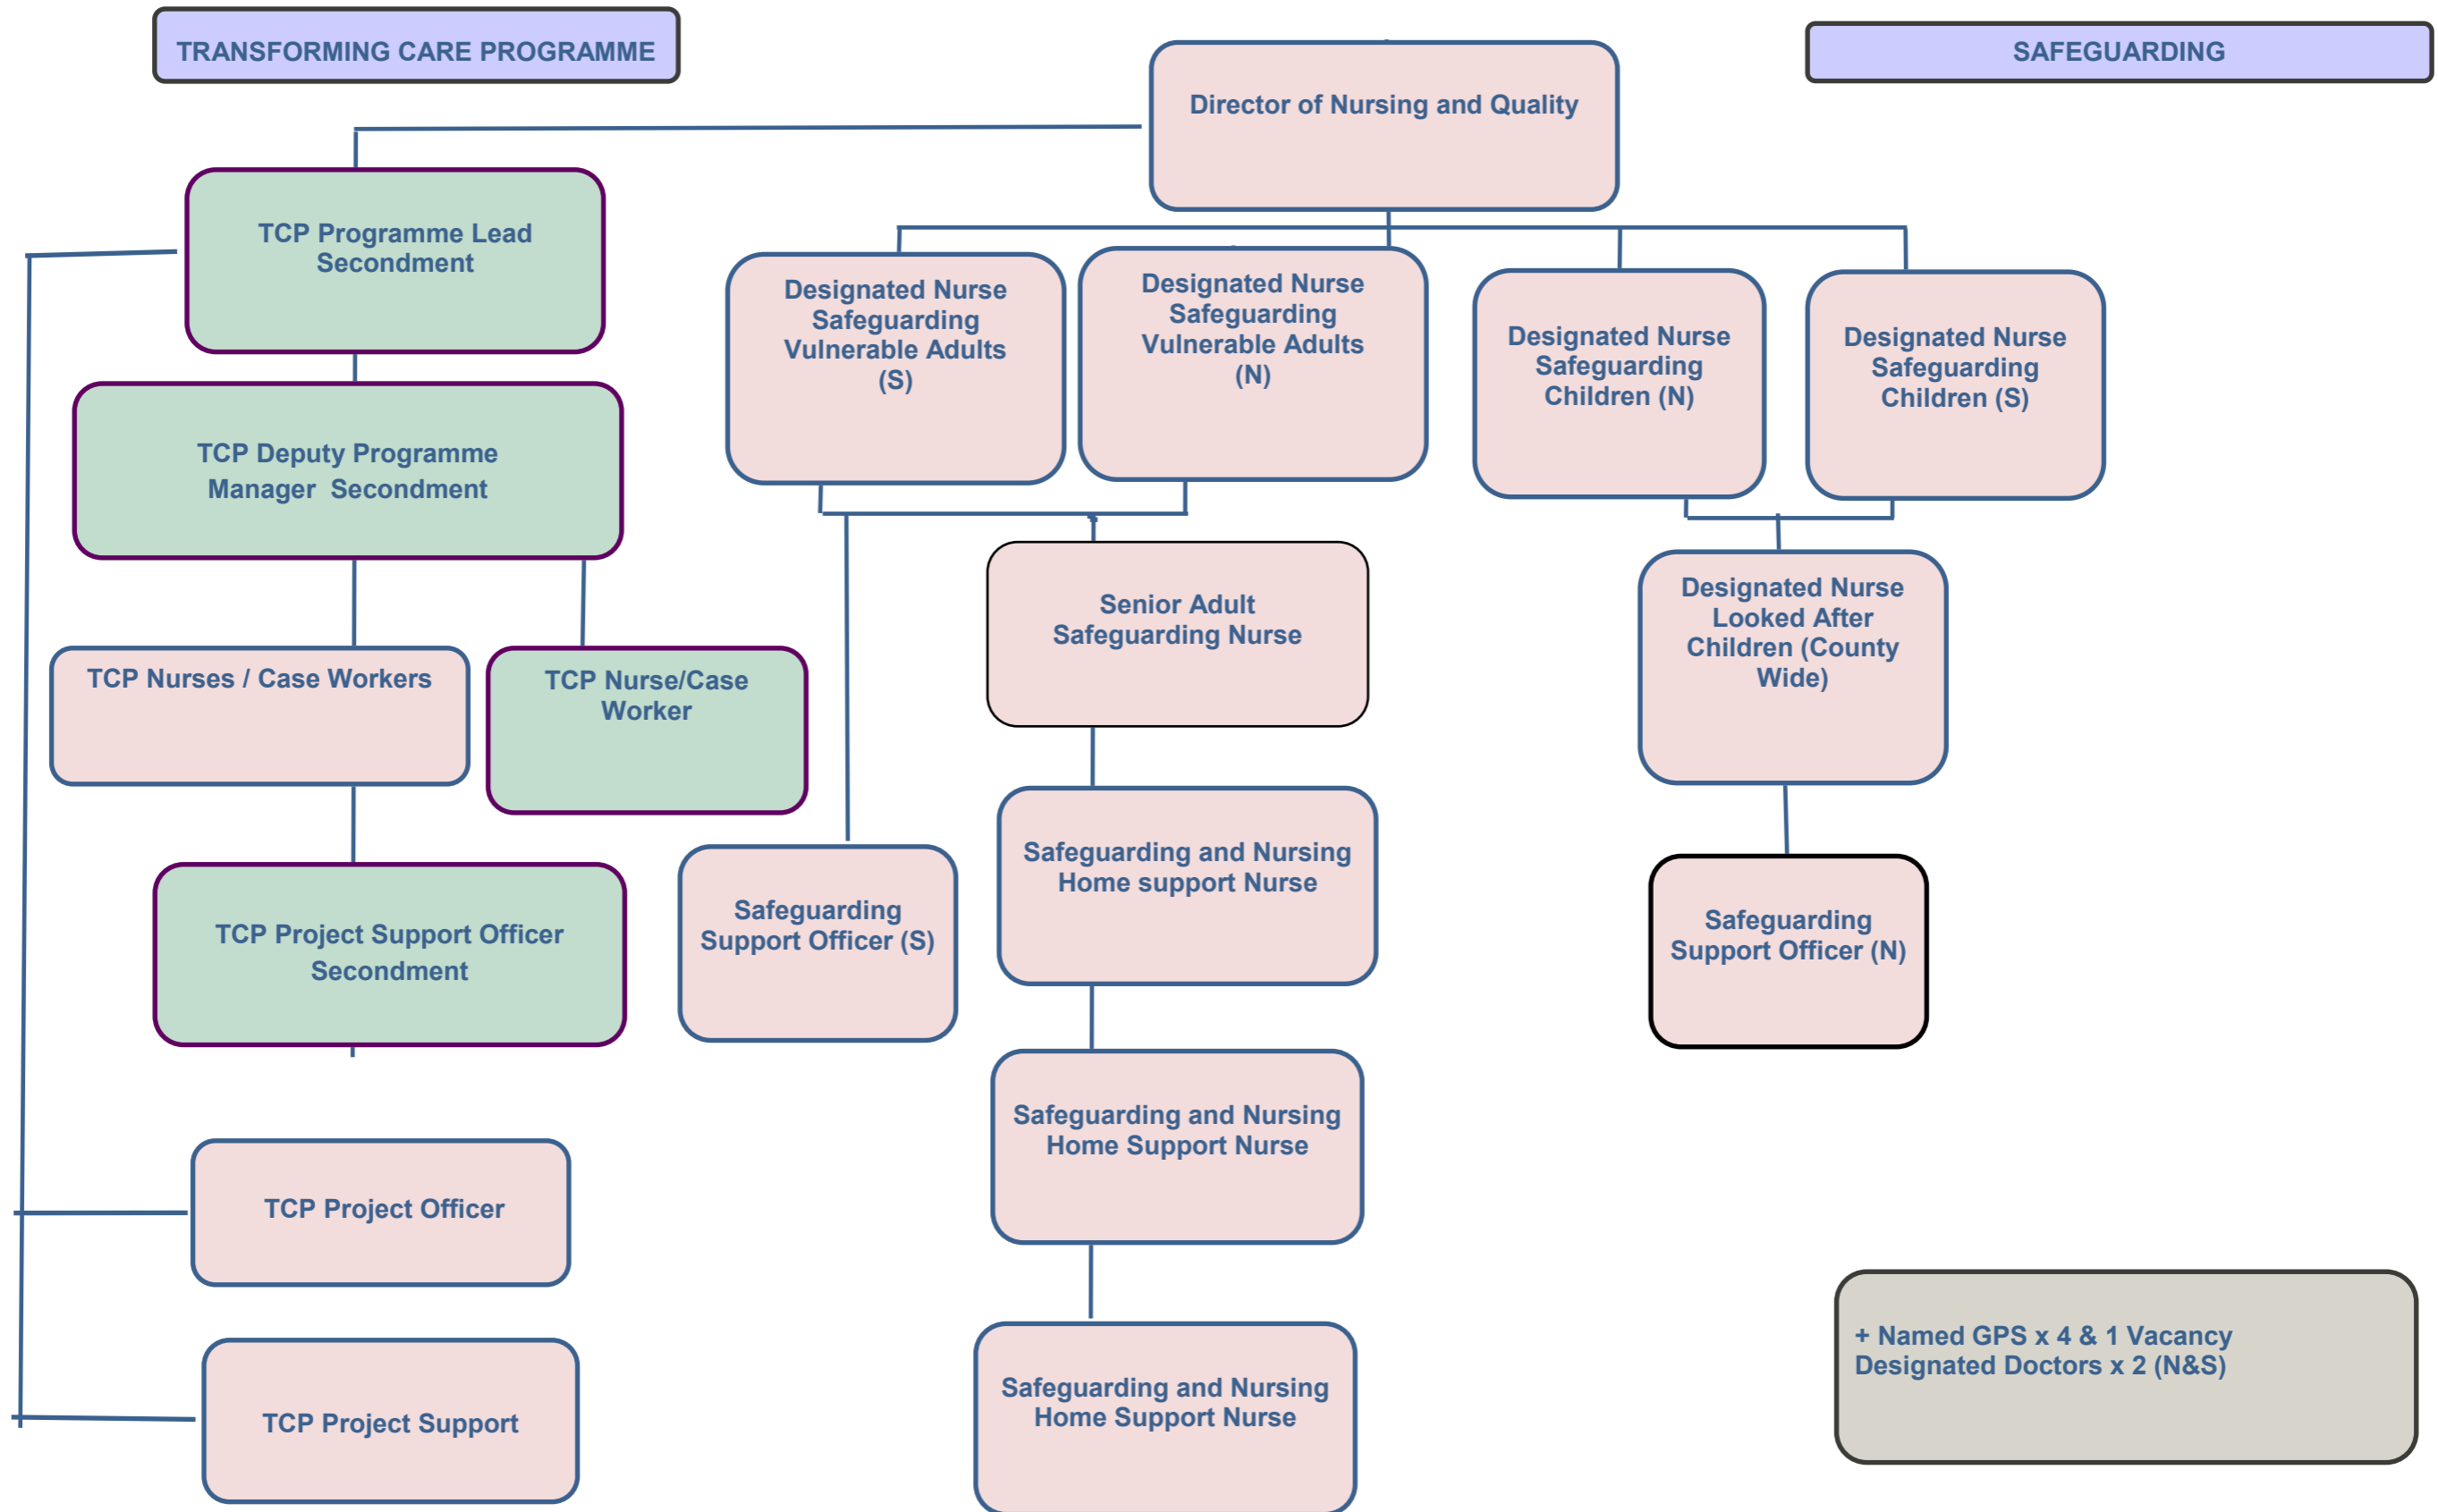 TRANSFORMING CARE PROGRAMME
SAFEGUARDING
Director of Nursing and Quality
TCP Programme Lead
Secondment
Designated Nurse
Safeguarding
Vulnerable Adults
(S)
Designated Nurse
Safeguarding
Vulnerable Adults
(N)
Designated Nurse
Safeguarding
Children (N)
Designated Nurse
Safeguarding
Children (S)
TCP Deputy Programme
Manager  Secondment
Senior Adult
Safeguarding Nurse
Designated Nurse
Looked After
Children (County
Wide)
TCP Nurses / Case Workers
TCP Nurse/Case
Worker
Safeguarding and Nursing
Home support Nurse
Safeguarding
Support Officer (S)
Safeguarding
Support Officer (N)
TCP Project Support Officer
Secondment
Safeguarding and Nursing
Home Support Nurse
TCP Project Officer
+ Named GPS x 4 & 1 Vacancy
Designated Doctors x 2 (N&S)
Safeguarding and Nursing
Home Support Nurse
TCP Project Support